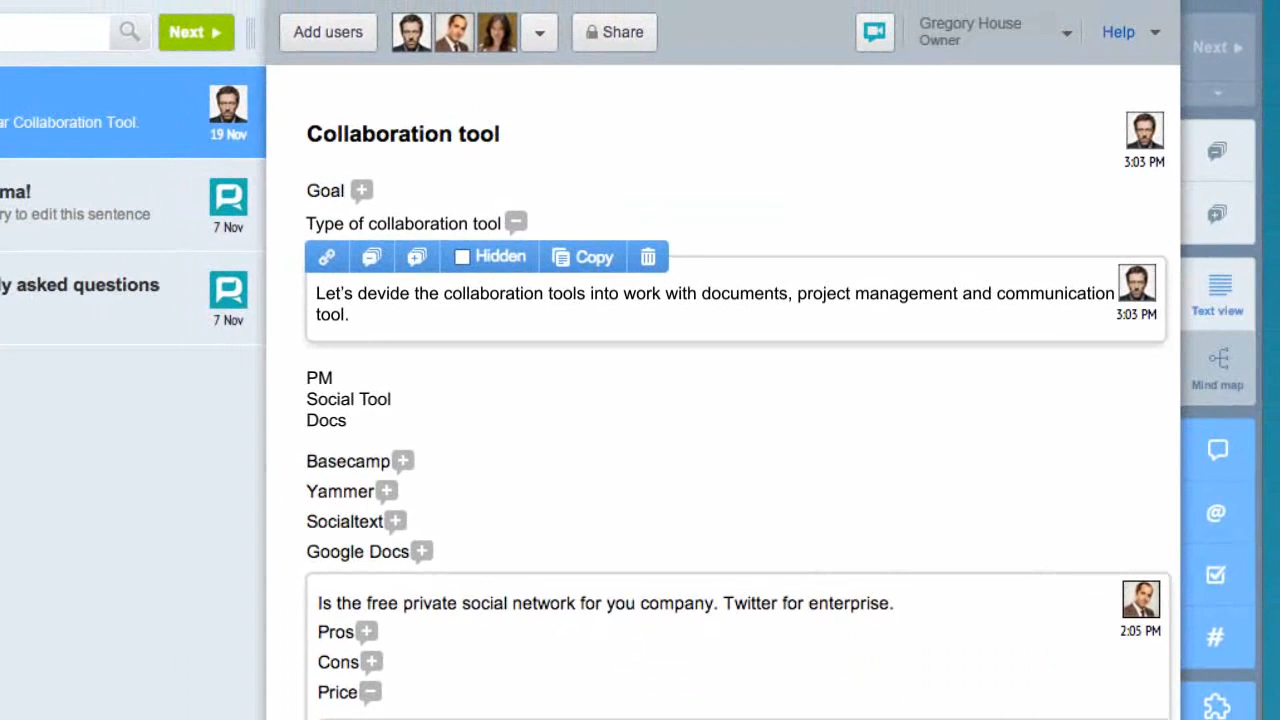 Next
Add users
Share
Gregory House
Owner
Help
Next
ar Collaboration Tool.
19 Nov
ma!
ry to edit this sentence
7 Nov
ly asked questions
7 Nov
Collaboration tool
3:03 PM
Goal
Type of collaboration tool
Hidden
Copy
Let's devide the collaboration tools into work with documents, project management and communication
tool.
3:03 PM
PM
Social Tool
Docs
Basecamp
Yammer
Socialtext
Google Docs
Is the free private social network for you company. Twitter for enterprise.
Pros
2:05 PM
Cons
Price
Text view
Mind map
@
#